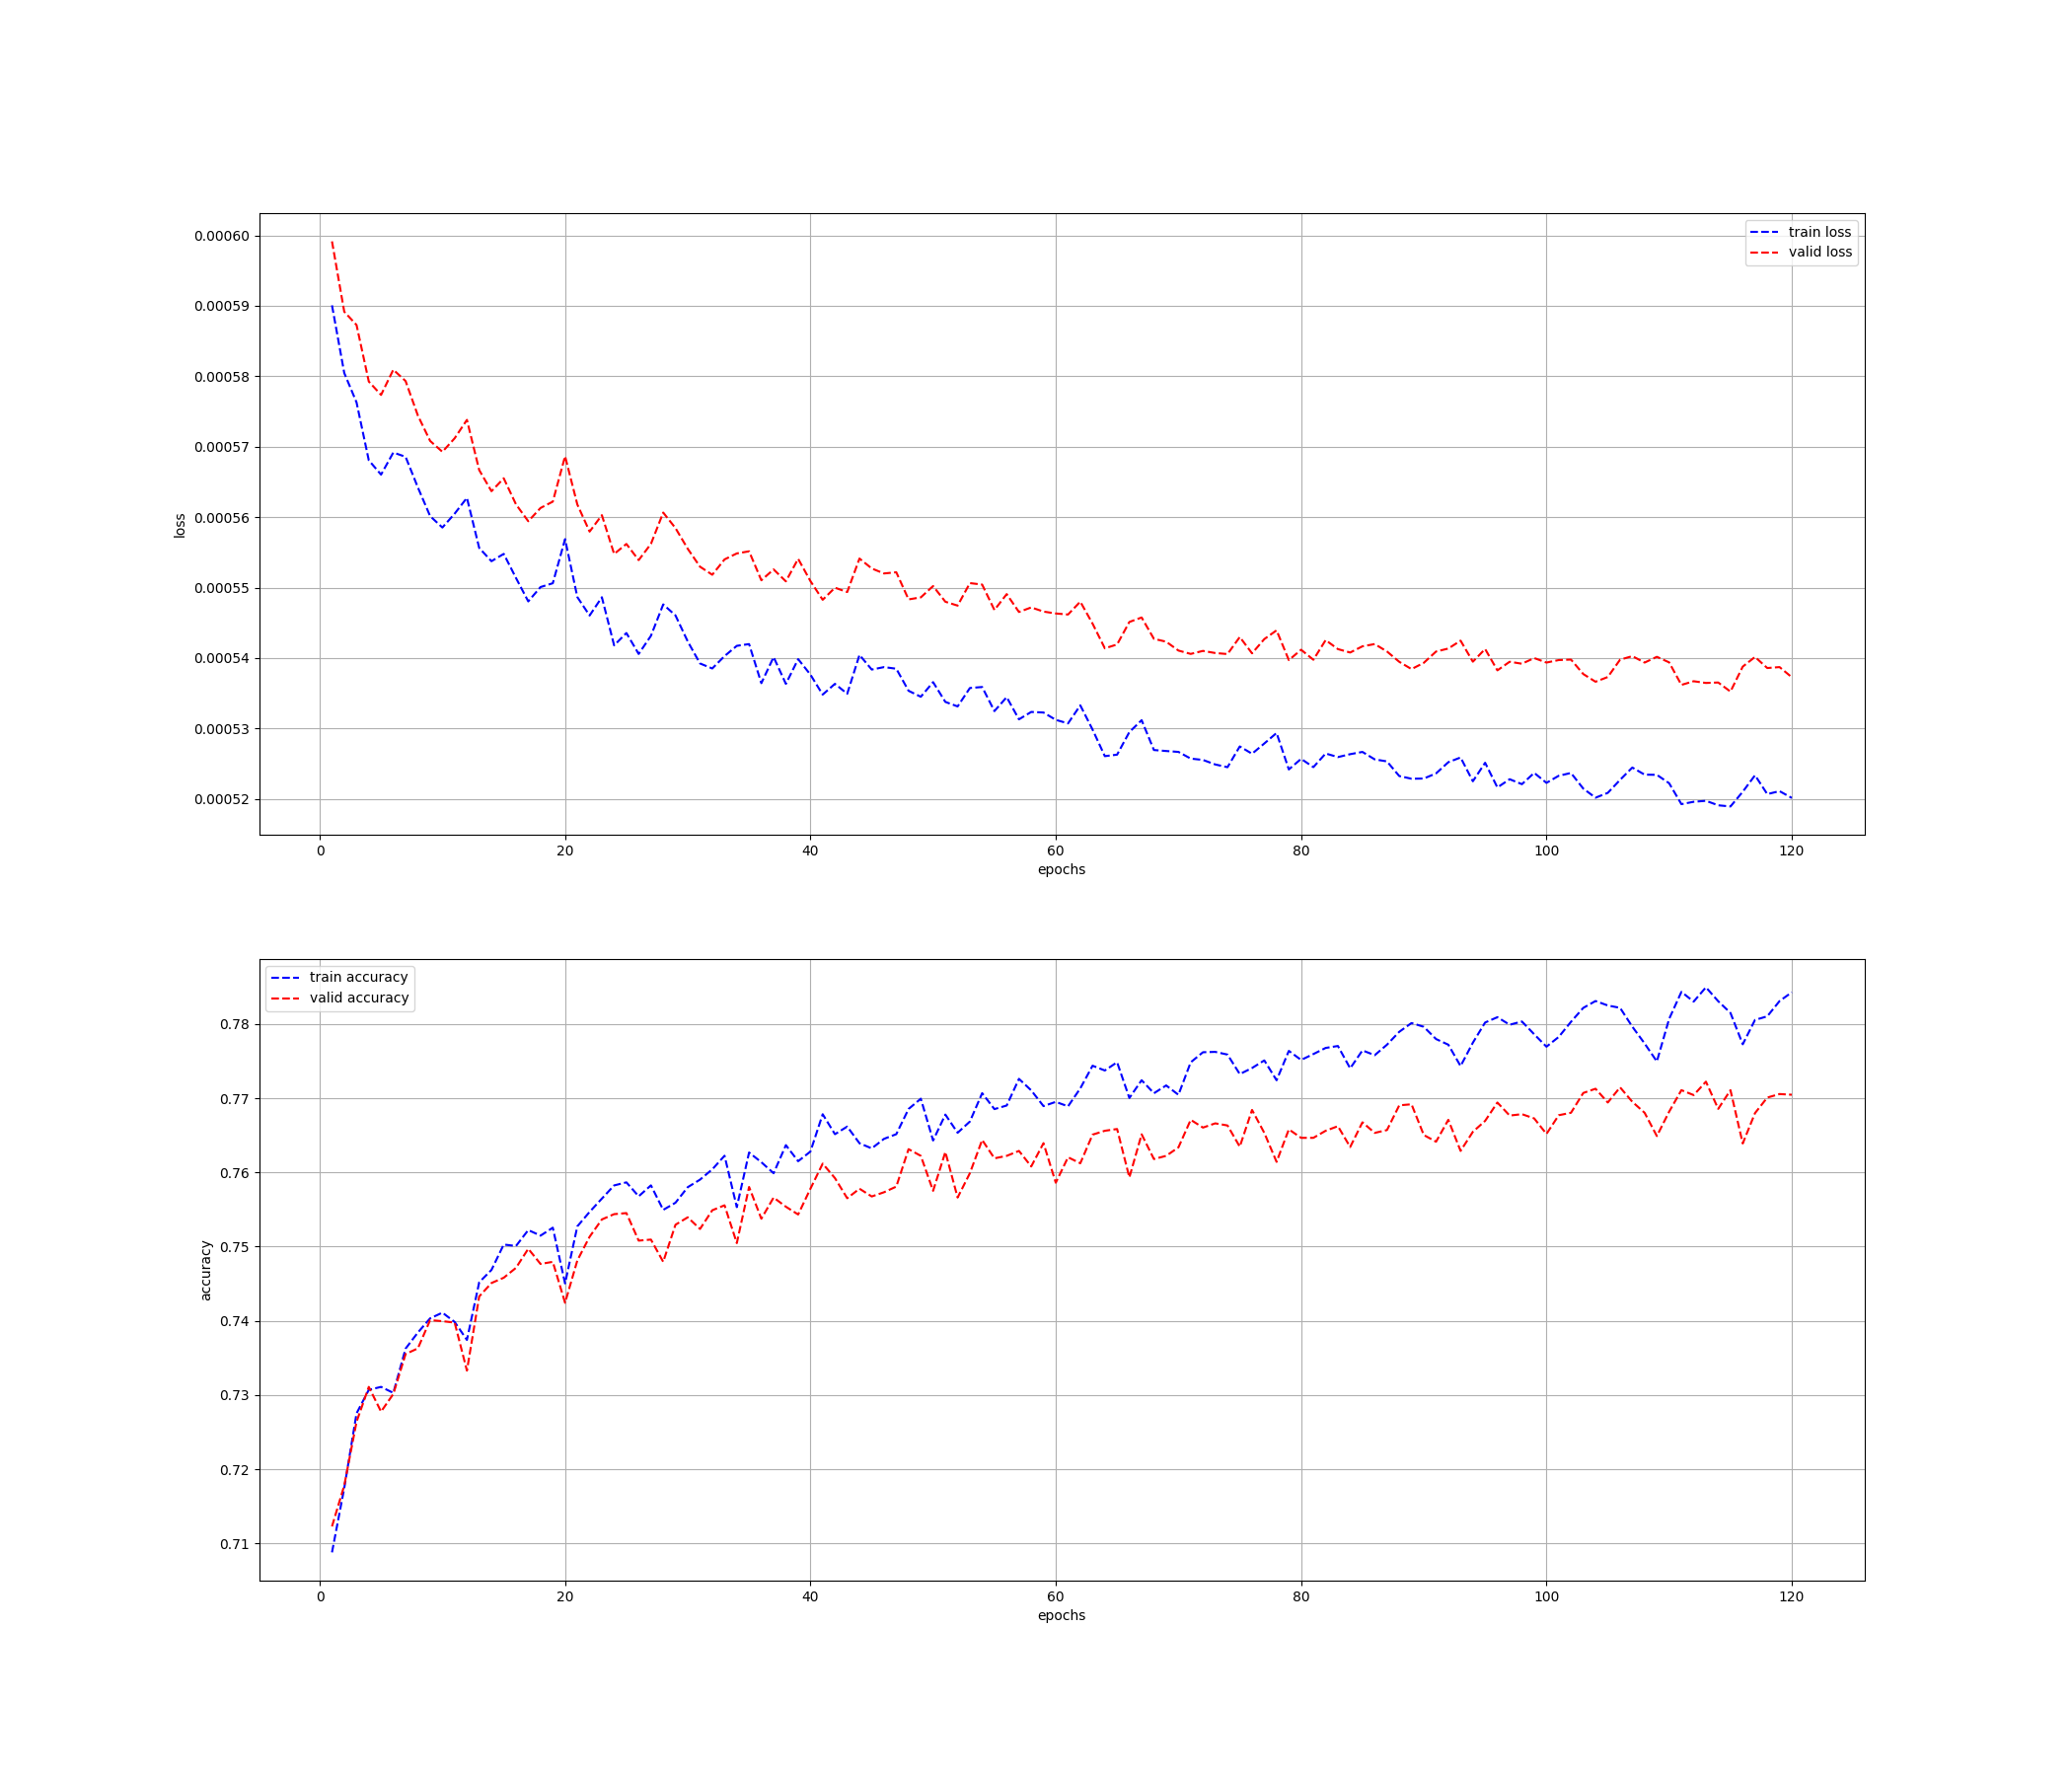 train loss
valid loss
0.00060
0.00059
0.00058
0.00057
0.00056
0.00055
0.00054
0.00053
0.00052
loss
0 20 40 60 80 100 120
epochs
train accuracy
valid accuracy
0.78
0.77
0.76
0.75
0.74
0.73
0.72
0.71
accuracy
0 20 40 60 80 100 120
epochs